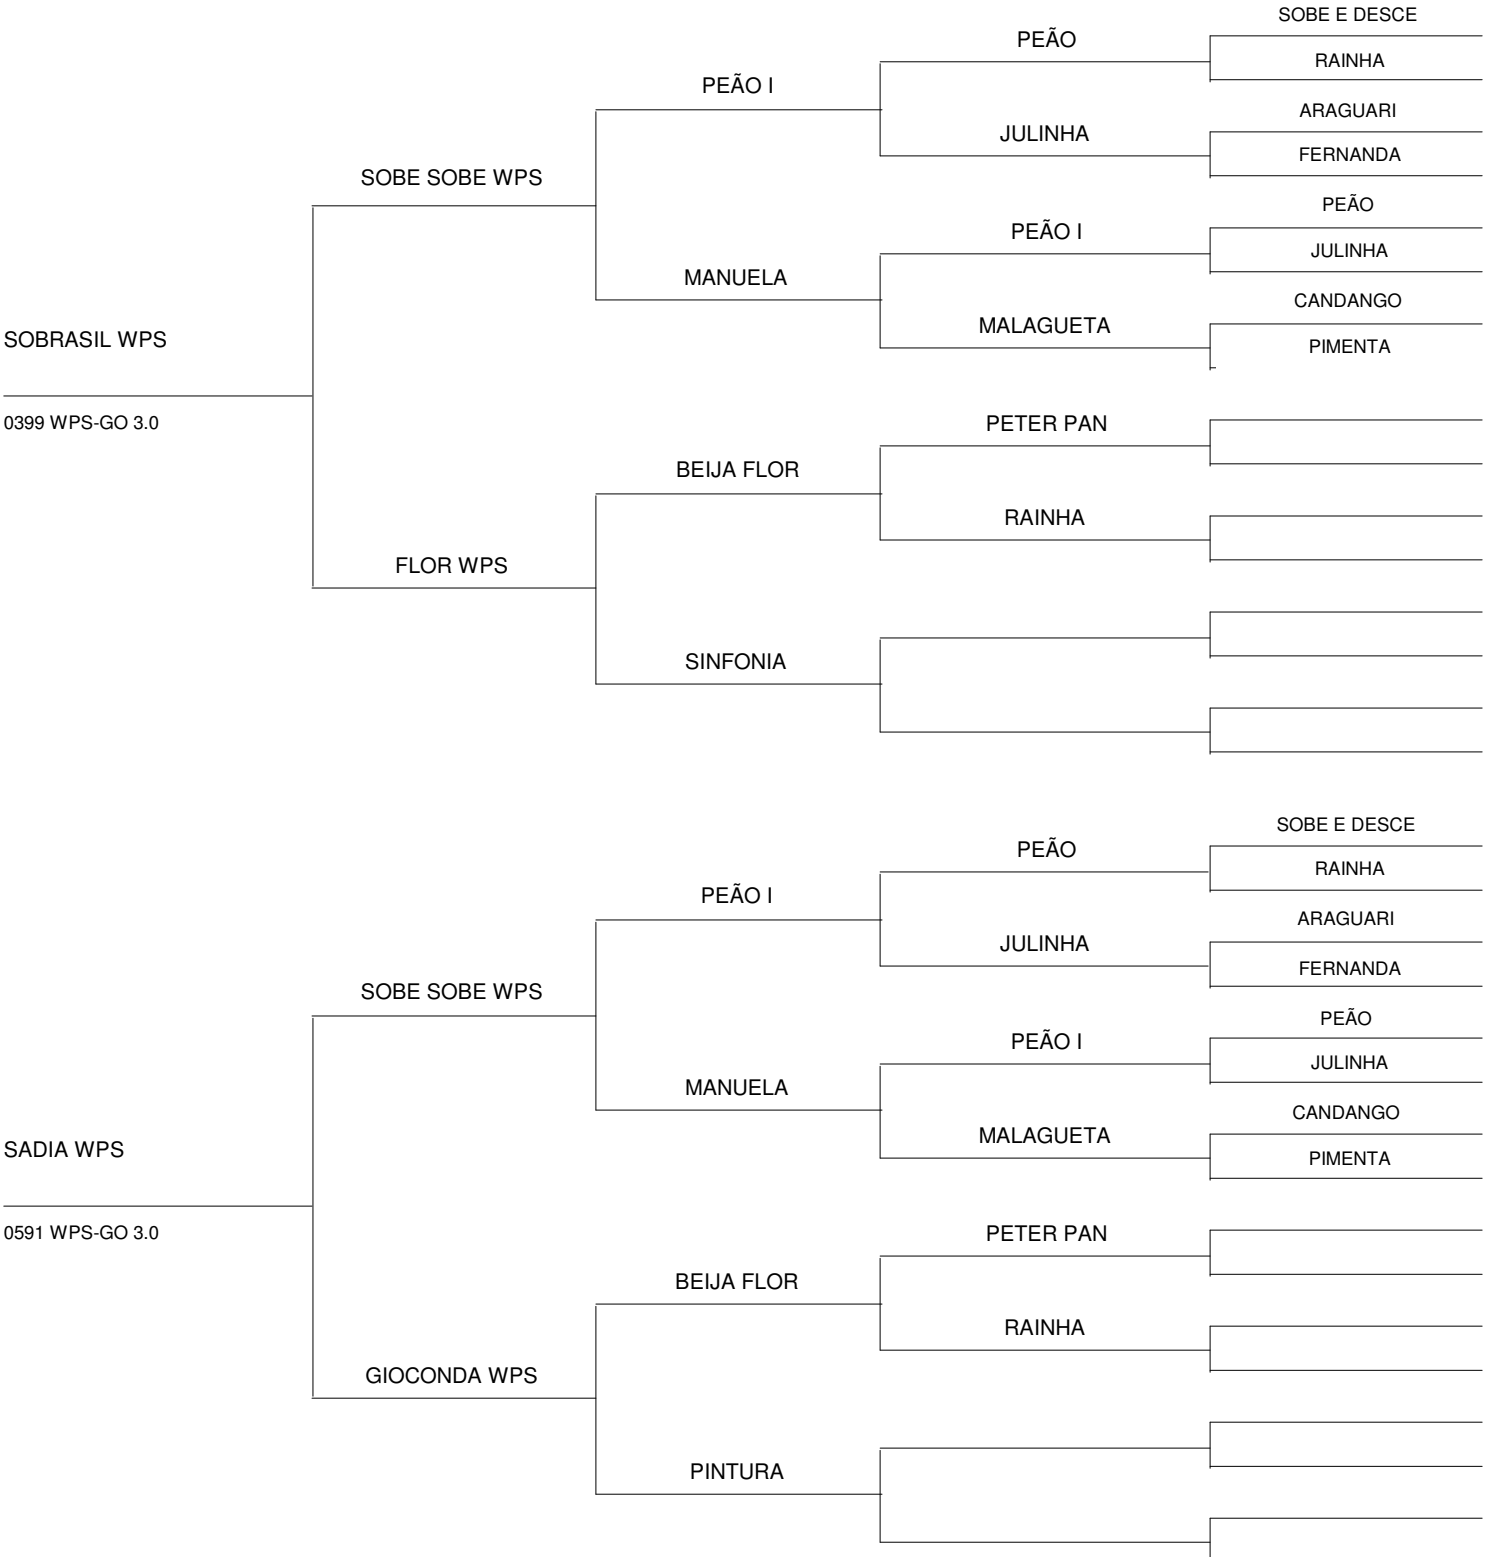 SOBE E DESCE
PEÃO
RAINHA
PEÃO I
ARAGUARI
JULINHA
FERNANDA
SOBE SOBE WPS
PEÃO
PEÃO I
JULINHA
MANUELA
CANDANGO
MALAGUETA
SOBRASIL WPS
PIMENTA
0399 WPS-GO 3.0
PETER PAN
BEIJA FLOR
RAINHA
FLOR WPS
SINFONIA
SOBE E DESCE
PEÃO
RAINHA
PEÃO I
ARAGUARI
JULINHA
FERNANDA
SOBE SOBE WPS
PEÃO
PEÃO I
JULINHA
MANUELA
CANDANGO
MALAGUETA
SADIA WPS
PIMENTA
0591 WPS-GO 3.0
PETER PAN
BEIJA FLOR
RAINHA
GIOCONDA WPS
PINTURA